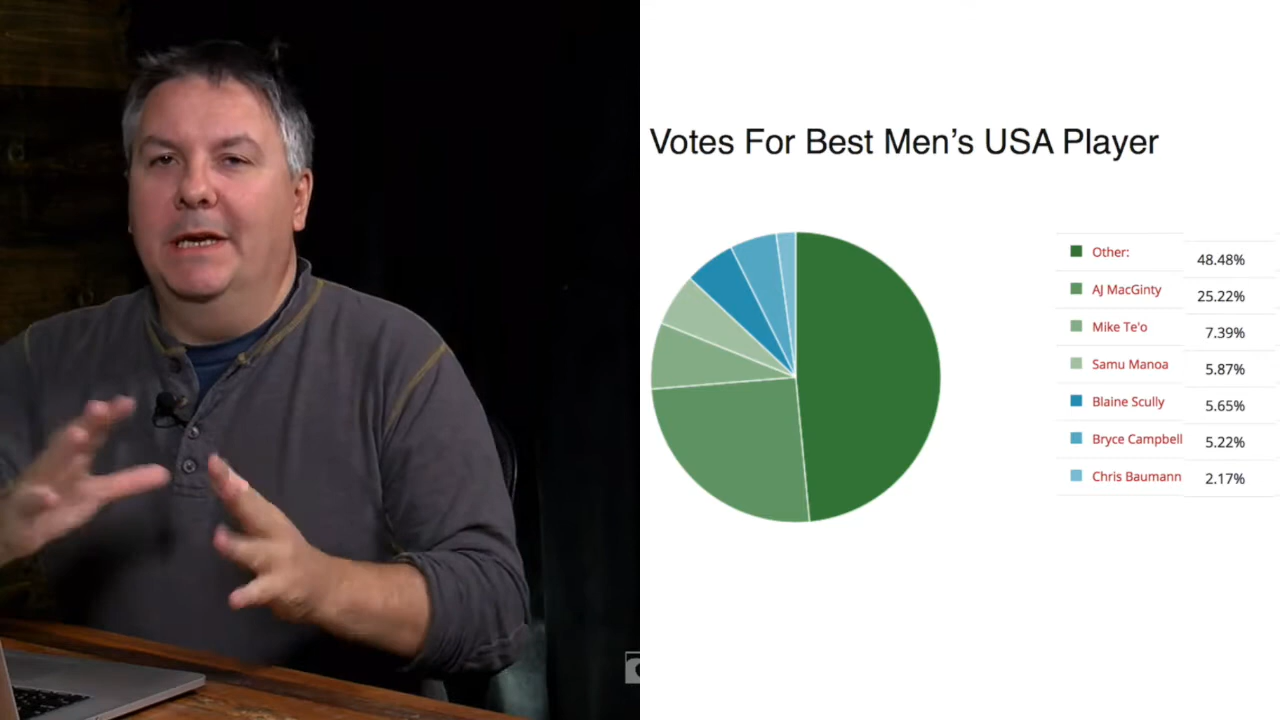 Votes For Best Men’s USA Player
Other: 48.48%
AJ MacGinty 25.22%
Mike Te'o 7.39%
Samu Manoa 5.87%
Blaine Scully 5.65%
Bryce Campbell 5.22%
Chris Baumann 2.17%